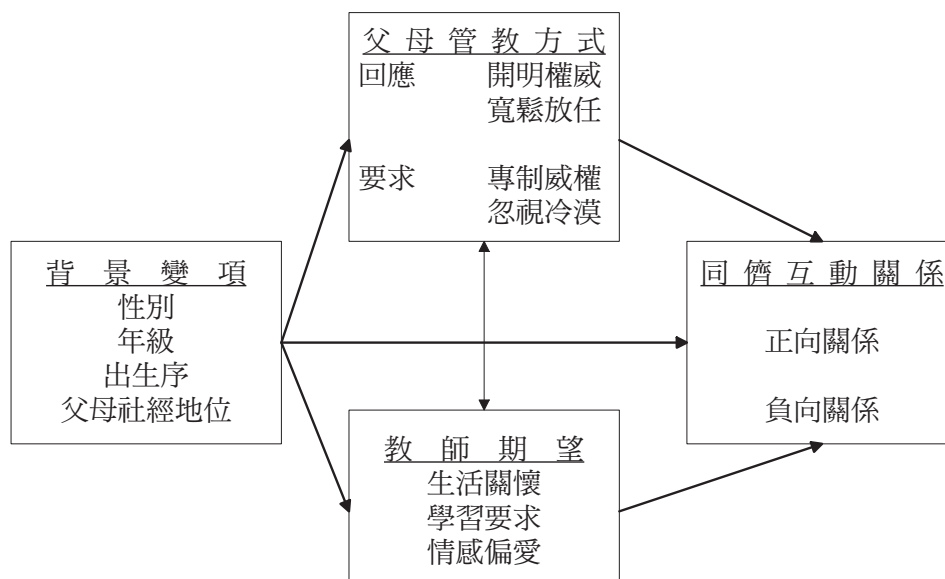 父母管教方式
回應 開明權威
寬鬆放任
要求 專制威權
忽視冷漠
背景變項
性別
年級
出生序
父母社經地位
同儕互動關係
正向關係
負向關係
教師期望
生活關懷
學習要求
情感偏愛